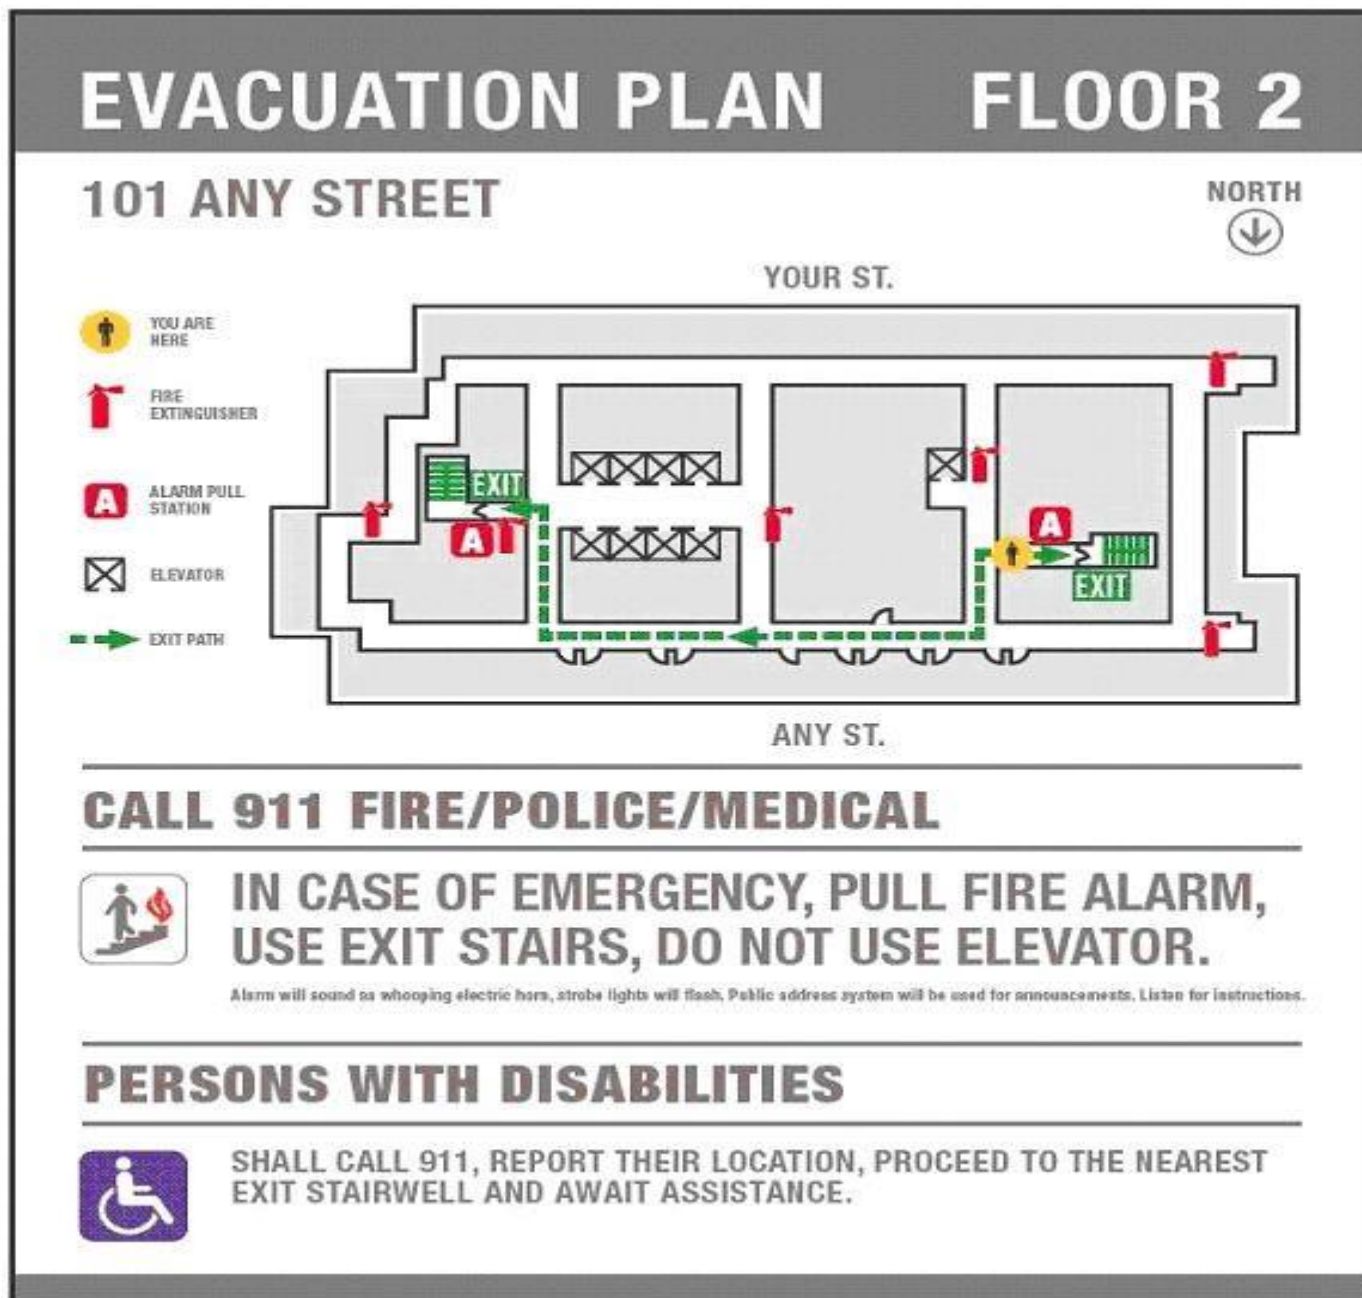 EVACUATION PLAN FLOOR 2
101 ANY STREET
NORTH
YOUR ST.
YOU ARE
HERE
FIRE
EXTINGUISHER
ALARM PULL
STATION
ELEVATOR
EXIT PATH
A
EXIT
A
A
EXIT
ANY ST.
CALL 911 FIRE/POLICE/MEDICAL
IN CASE OF EMERGENCY, PULL FIRE ALARM,
USE EXIT STAIRS, DO NOT USE ELEVATOR.
Alarm will sound as whooping electric horn, strobe lights will flash. Public address system will be used for announcements. Listen for instructions.
PERSONS WITH DISABILITIES
SHALL CALL 911, REPORT THEIR LOCATION, PROCEED TO THE NEAREST
EXIT STAIRWELL AND AWAIT ASSISTANCE.